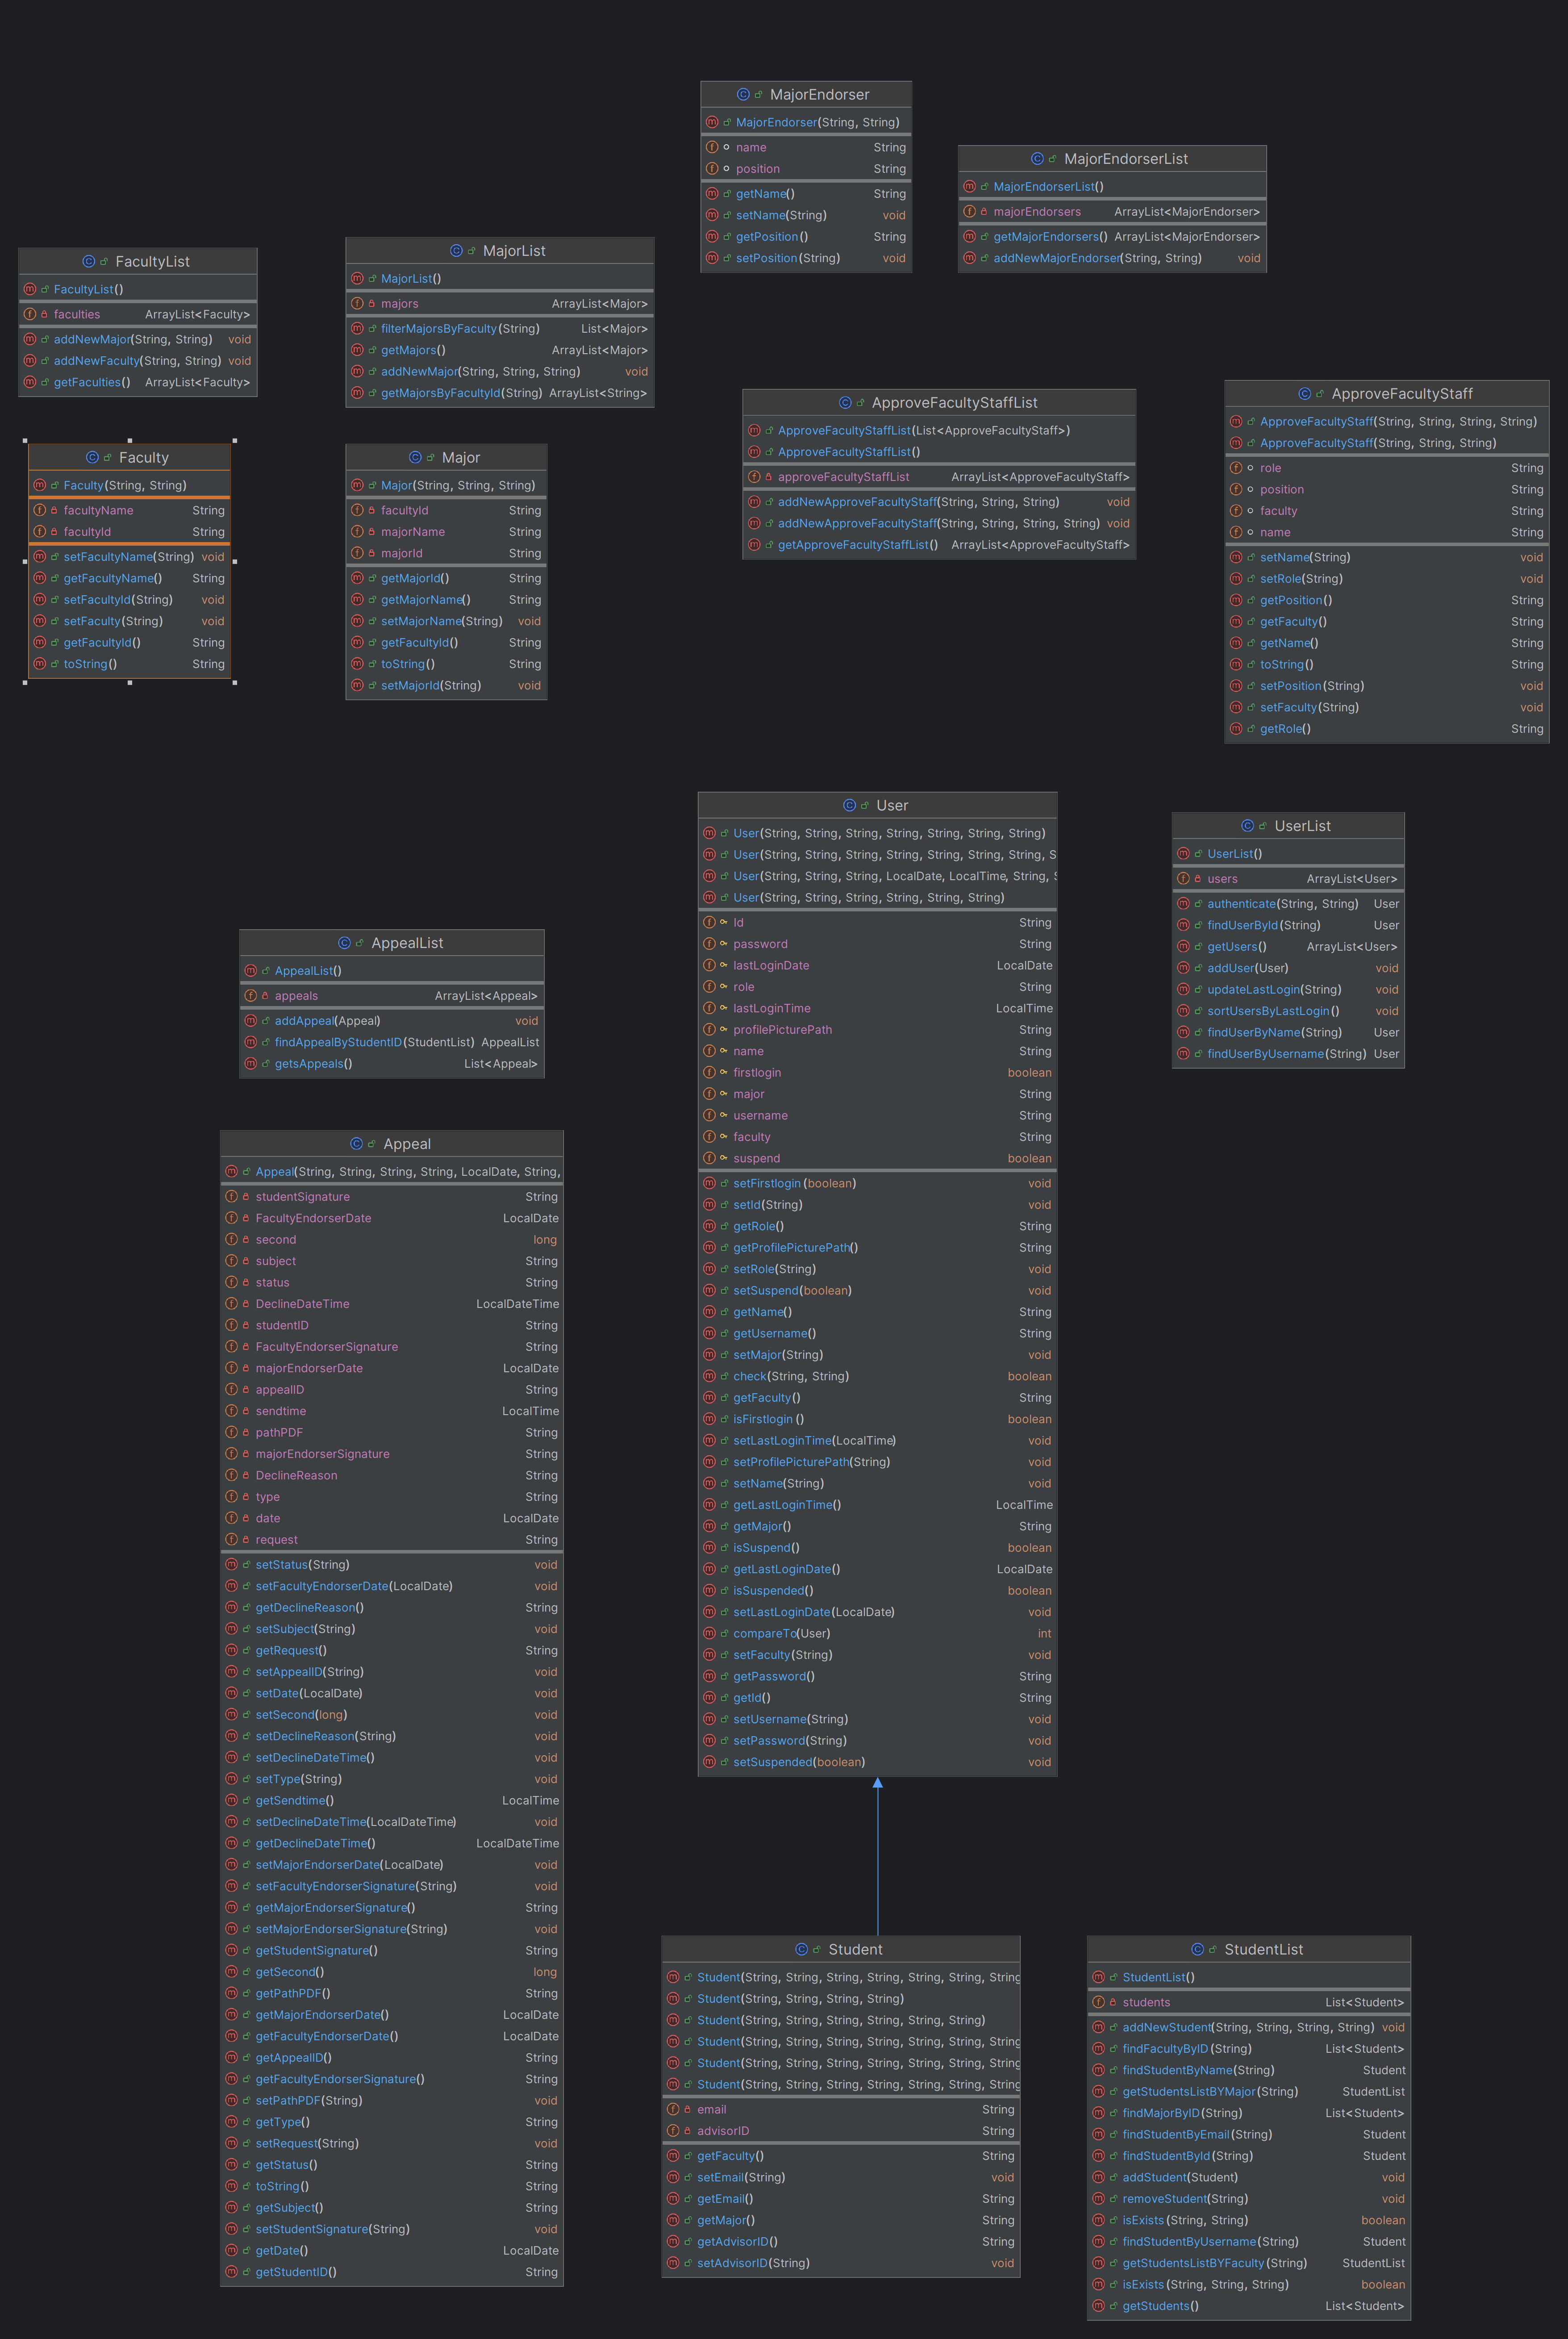 MajorEndorser
MajorEndorser(String, String)
name String
position String
getName() String
setName(String) void
getPosition() String
setPosition(String) void
MajorEndorserList
MajorEndorserList()
majorEndorsers ArrayList<MajorEndorser>
getMajorEndorsers() ArrayList<MajorEndorser>
addNewMajorEndorser(String, String) void
FacultyList
FacultyList()
faculties ArrayList<Faculty>
addNewMajor(String, String) void
addNewFaculty(String, String) void
getFaculties() ArrayList<Faculty>
MajorList
MajorList()
majors ArrayList<Major>
filterMajorsByFaculty(String) List<Major>
getMajors() ArrayList<Major>
addNewMajor(String, String, String) void
getMajorsByFacultyId(String) ArrayList<String>
Faculty
Faculty(String, String)
facultyName String
facultyId String
setFacultyName(String) void
getFacultyName() String
setFacultyId(String) void
setFaculty(String) void
getFacultyId() String
toString() String
Major
Major(String, String, String)
facultyId String
majorName String
majorId String
getMajorId() String
getMajorName() String
setMajorName(String) void
getFacultyId() String
toString() String
setMajorId(String) void
ApproveFacultyStaffList
ApproveFacultyStaffList(List<ApproveFacultyStaff>)
ApproveFacultyStaffList()
approveFacultyStaffList ArrayList<ApproveFacultyStaff>
addNewApproveFacultyStaff(String, String, String) void
addNewApproveFacultyStaff(String, String, String, String) void
getApproveFacultyStaffList() ArrayList<ApproveFacultyStaff>
ApproveFacultyStaff
ApproveFacultyStaff(String, String, String, String)
ApproveFacultyStaff(String, String, String)
role String
position String
faculty String
name String
setName(String) void
setRole(String) void
getPosition() String
getFaculty() String
getName() String
toString() String
setPosition(String) void
setFaculty(String) void
getRole() String
User
User(String, String, String, String, String, String, String)
User(String, String, String, String, String, String, String, S
User(String, String, String, LocalDate, LocalTime, String, S
User(String, String, String, String, String, String)
Id String
password String
lastLoginDate LocalDate
role String
lastLoginTime LocalTime
profilePicturePath String
name String
firstlogin boolean
major String
username String
faculty String
suspend boolean
setFirstlogin(boolean) void
setId(String) void
getRole() String
getProfilePicturePath() String
setRole(String) void
setSuspend(boolean) void
getName() String
getUsername() String
setMajor(String) void
check(String, String) boolean
getFaculty() String
isFirstlogin() boolean
setLastLoginTime(LocalTime) void
setProfilePicturePath(String) void
setName(String) void
getLastLoginTime() LocalTime
getMajor() String
isSuspend() boolean
getLastLoginDate() LocalDate
isSuspended() boolean
setLastLoginDate(LocalDate) void
compareTo(User) int
setFaculty(String) void
getPassword() String
getId() String
setUsername(String) void
setPassword(String) void
setSuspended(boolean) void
UserList
UserList()
users ArrayList<User>
authenticate(String, String) User
findUserById(String) User
getUsers() ArrayList<User>
addUser(User) void
updateLastLogin(String) void
sortUsersByLastLogin() void
findUserByName(String) User
findUserByUsername(String) User
AppealList
AppealList()
appeals ArrayList<Appeal>
addAppeal(Appeal) void
findAppealByStudentID(StudentList) AppealList
getsAppeals() List<Appeal>
Appeal
Appeal(String, String, String, String, LocalDate, String,
studentSignature String
FacultyEndorserDate LocalDate
second long
subject String
status String
DeclineDateTime LocalDateTime
studentID String
FacultyEndorserSignature String
majorEndorserDate LocalDate
appealID String
sendtime LocalTime
pathPDF String
majorEndorserSignature String
DeclineReason String
type String
date LocalDate
request String
setStatus(String) void
setFacultyEndorserDate(LocalDate) void
getDeclineReason() String
setSubject(String) void
getRequest() String
setAppealID(String) void
setDate(LocalDate) void
setSecond(long) void
setDeclineReason(String) void
setDeclineDateTime() void
setType(String) void
getSendtime() LocalTime
setDeclineDateTime(LocalDateTime) void
getDeclineDateTime() LocalDateTime
setMajorEndorserDate(LocalDate) void
setFacultyEndorserSignature(String) void
getMajorEndorserSignature() String
setMajorEndorserSignature(String) void
getStudentSignature() String
getSecond() long
getPathPDF() String
getMajorEndorserDate() LocalDate
getFacultyEndorserDate() LocalDate
getAppealID() String
getFacultyEndorserSignature() String
setPathPDF(String) void
getType() String
setRequest(String) void
getStatus() String
toString() String
getSubject() String
setStudentSignature(String) void
getDate() LocalDate
getStudentID() String
Student
Student(String, String, String, String, String, String, String
Student(String, String, String, String)
Student(String, String, String, String, String, String)
Student(String, String, String, String, String, String, String
Student(String, String, String, String, String, String, String
Student(String, String, String, String, String, String, String
email String
advisorID String
getFaculty() String
setEmail(String) void
getEmail() String
getMajor() String
getAdvisorID() String
setAdvisorID(String) void
StudentList
StudentList()
students List<Student>
addNewStudent(String, String, String, String) void
findFacultyByID(String) List<Student>
findStudentByName(String) Student
getStudentsListBYMajor(String) StudentList
findMajorByID(String) List<Student>
findStudentByEmail(String) Student
findStudentById(String) Student
addStudent(Student) void
removeStudent(String) void
isExists(String, String) boolean
findStudentByUsername(String) Student
getStudentsListBYFaculty(String) StudentList
isExists(String, String, String) boolean
getStudents() List<Student>